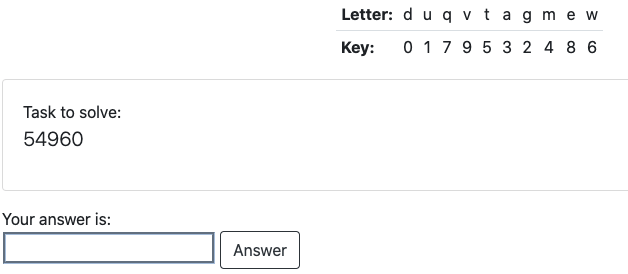 Letter: d u q v t a g m e w
Key: 0 1 7 9 5 3 2 4 8 6
Task to solve:
54960
Your answer is:
Answer